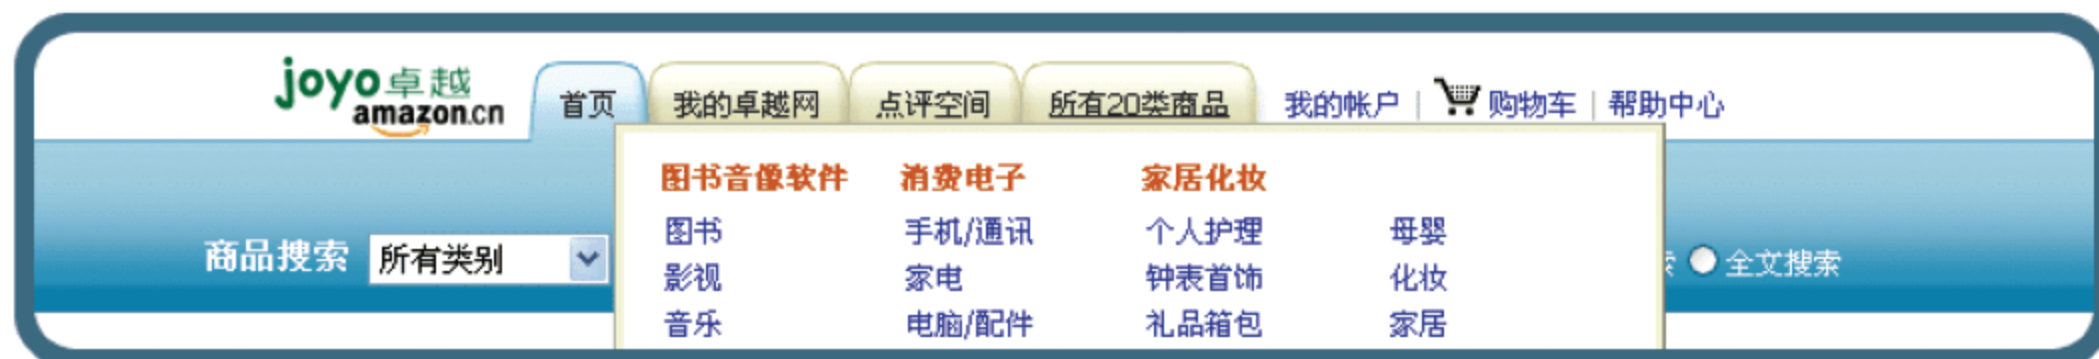 joyo卓越
amazon.cn
首页 我的卓越网 点评空间 所有20类商品 我的帐户 | 购物车 | 帮助中心
图书音像软件 消费电子 家居化妆
图书 手机/通讯 个人护理 母婴
商品搜索 所有类别 全文搜索
影视 家电 钟表首饰 化妆
音乐 电脑/配件 礼品箱包 家居